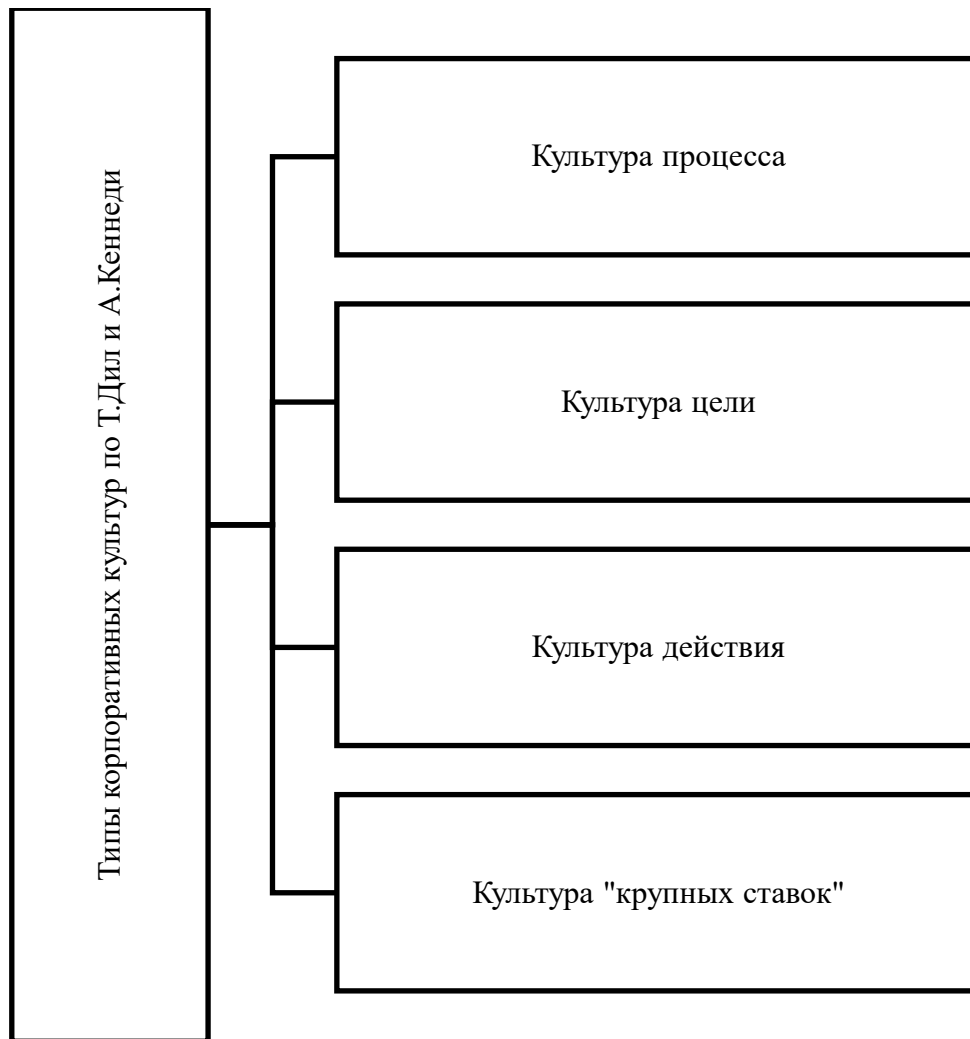 Типы корпоративных культур по Т.Дил и А.Кеннеди
Культура процесса
Культура цели
Культура действия
Культура "крупных ставок"